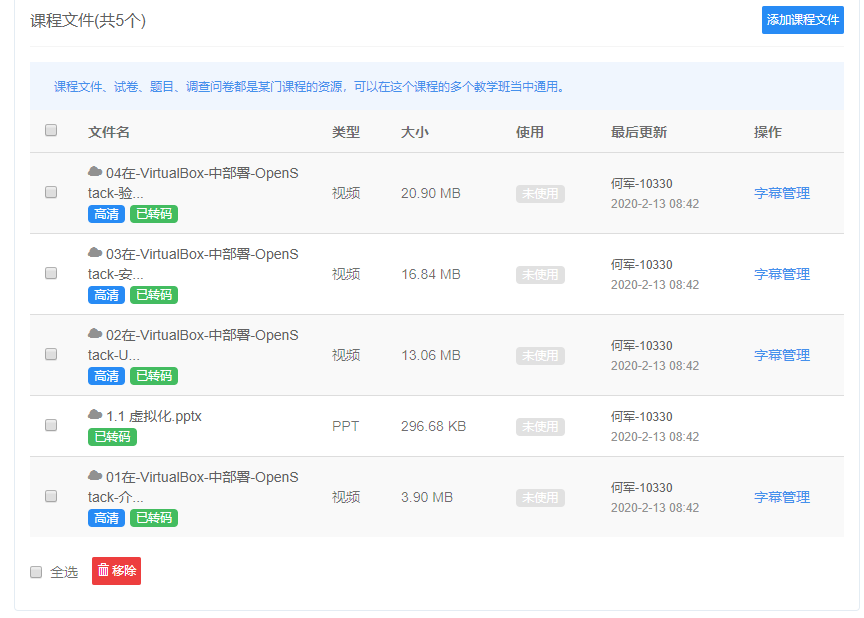 课程文件(共5个)
添加课程文件
课程文件、试卷、题目、调查问卷都是某门课程的资源，可以在这个课程的多个教学班当中通用。
文件名 类型 大小 使用 最后更新 操作
04在-VirtualBox-中部署-OpenS
tack-验...
高清 已转码
视频 20.90 MB 未使用
何军-10330
2020-2-13 08:42
字幕管理
03在-VirtualBox-中部署-OpenS
tack-安...
高清 已转码
视频 16.84 MB 未使用
何军-10330
2020-2-13 08:42
字幕管理
02在-VirtualBox-中部署-OpenS
tack-U...
高清 已转码
视频 13.06 MB 未使用
何军-10330
2020-2-13 08:42
字幕管理
1.1 虚拟化.pptx
已转码
PPT 296.68 KB 未使用
何军-10330
2020-2-13 08:42
01在-VirtualBox-中部署-OpenS
tack-介...
高清 已转码
视频 3.90 MB 未使用
何军-10330
2020-2-13 08:42
字幕管理
全选 移除